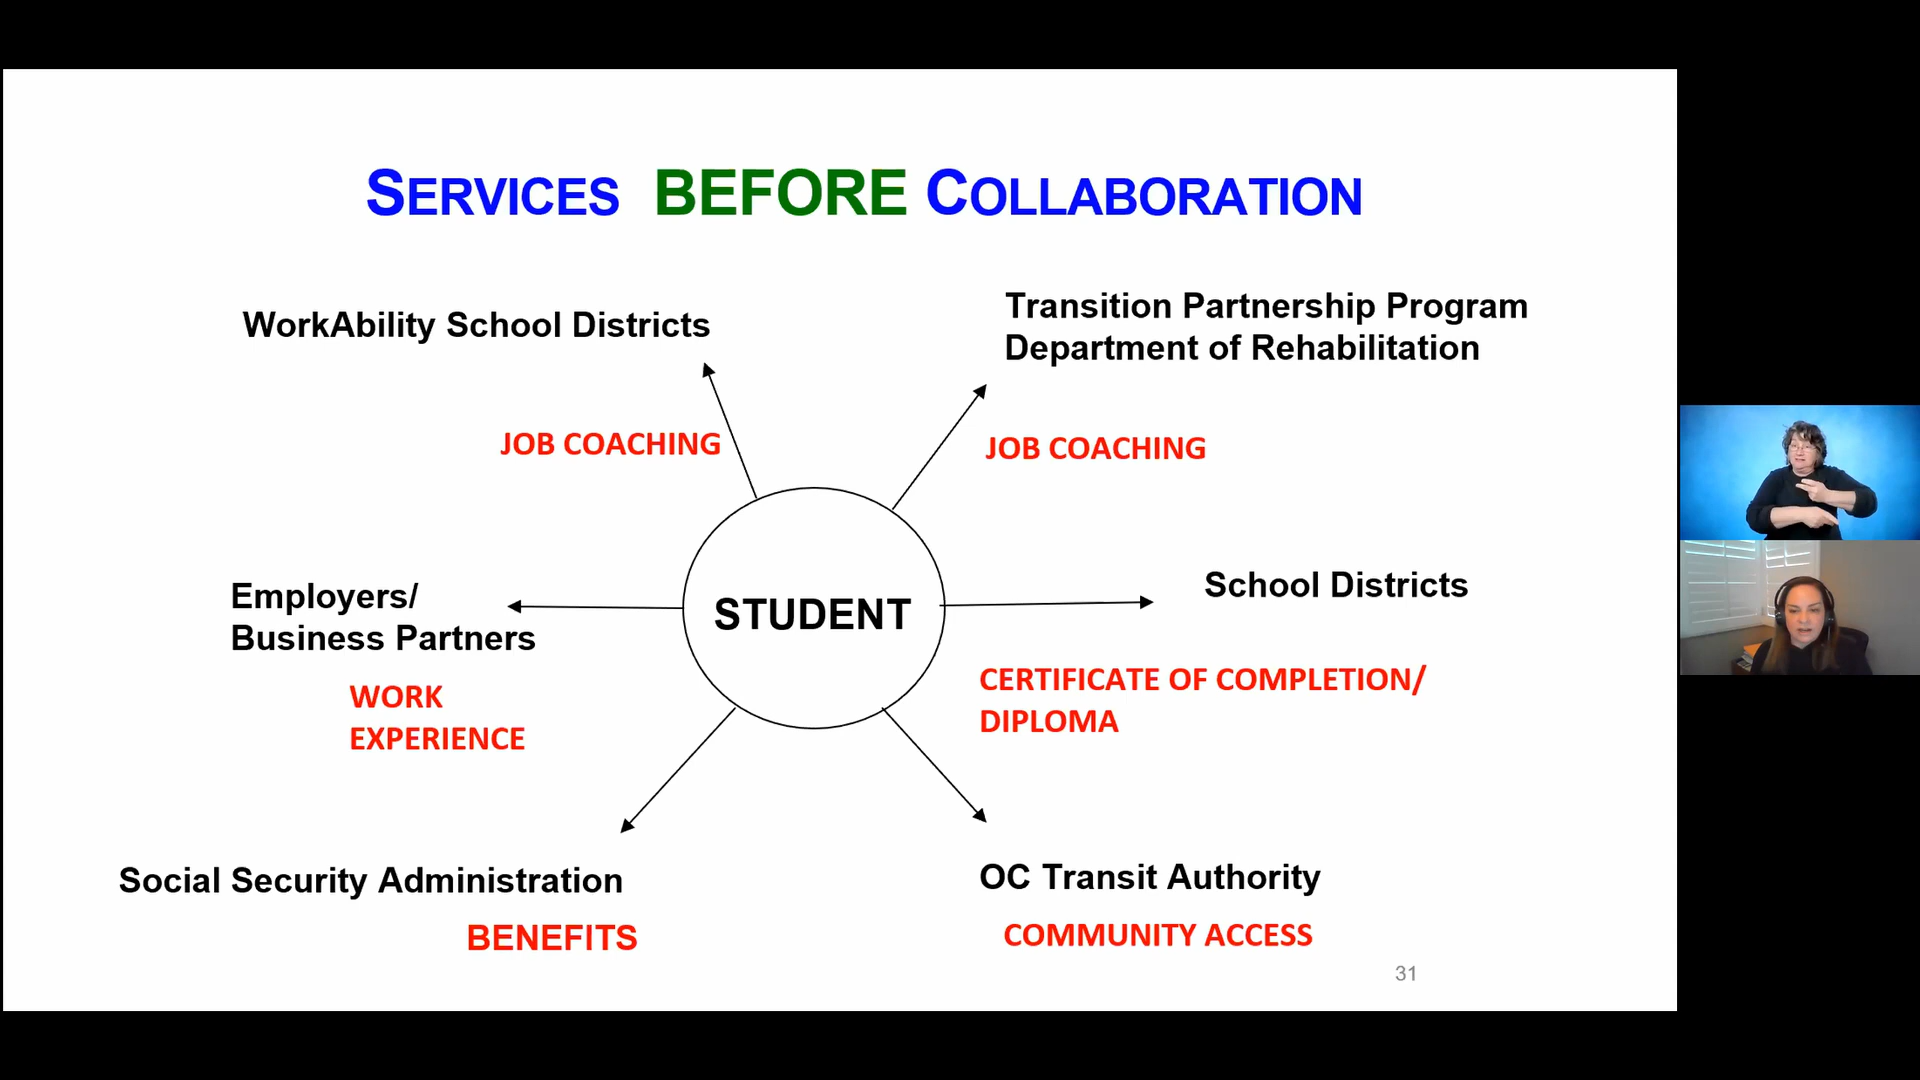 SERVICES BEFORE COLLABORATION
WorkAbility School Districts
Transition Partnership Program
Department of Rehabilitation
JOB COACHING
JOB COACHING
Employers/
Business Partners
STUDENT
School Districts
WORK
EXPERIENCE
CERTIFICATE OF COMPLETION/
DIPLOMA
Social Security Administration
OC Transit Authority
BENEFITS
COMMUNITY ACCESS
31